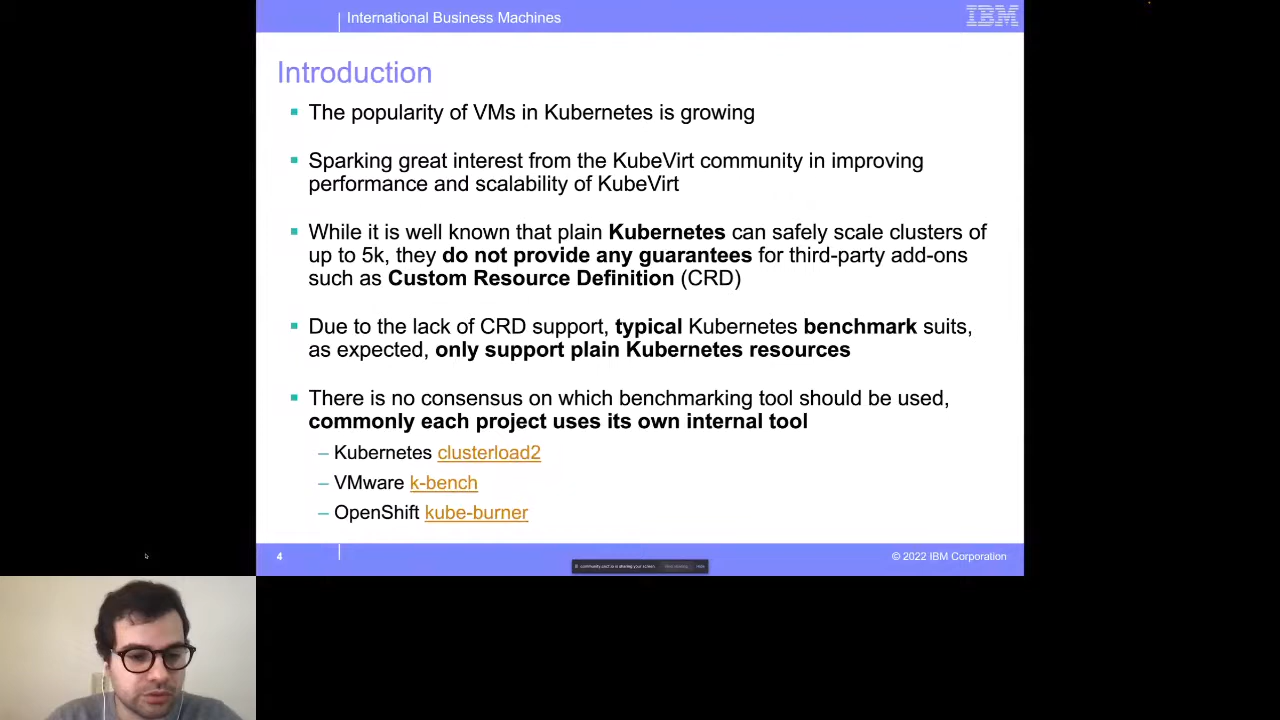 International Business Machines
IBM
Introduction
The popularity of VMs in Kubernetes is growing
Sparking great interest from the KubeVirt community in improving
performance and scalability of KubeVirt
While it is well known that plain Kubernetes can safely scale clusters of
up to 5k, they do not provide any guarantees for third-party add-ons
such as Custom Resource Definition (CRD)
Due to the lack of CRD support, typical Kubernetes benchmark suits,
as expected, only support plain Kubernetes resources
There is no consensus on which benchmarking tool should be used,
commonly each project uses its own internal tool
– Kubernetes clusterload2
– VMware k-bench
– OpenShift kube-burner
4
© 2022 IBM Corporation
is sharing your screen.
Hide